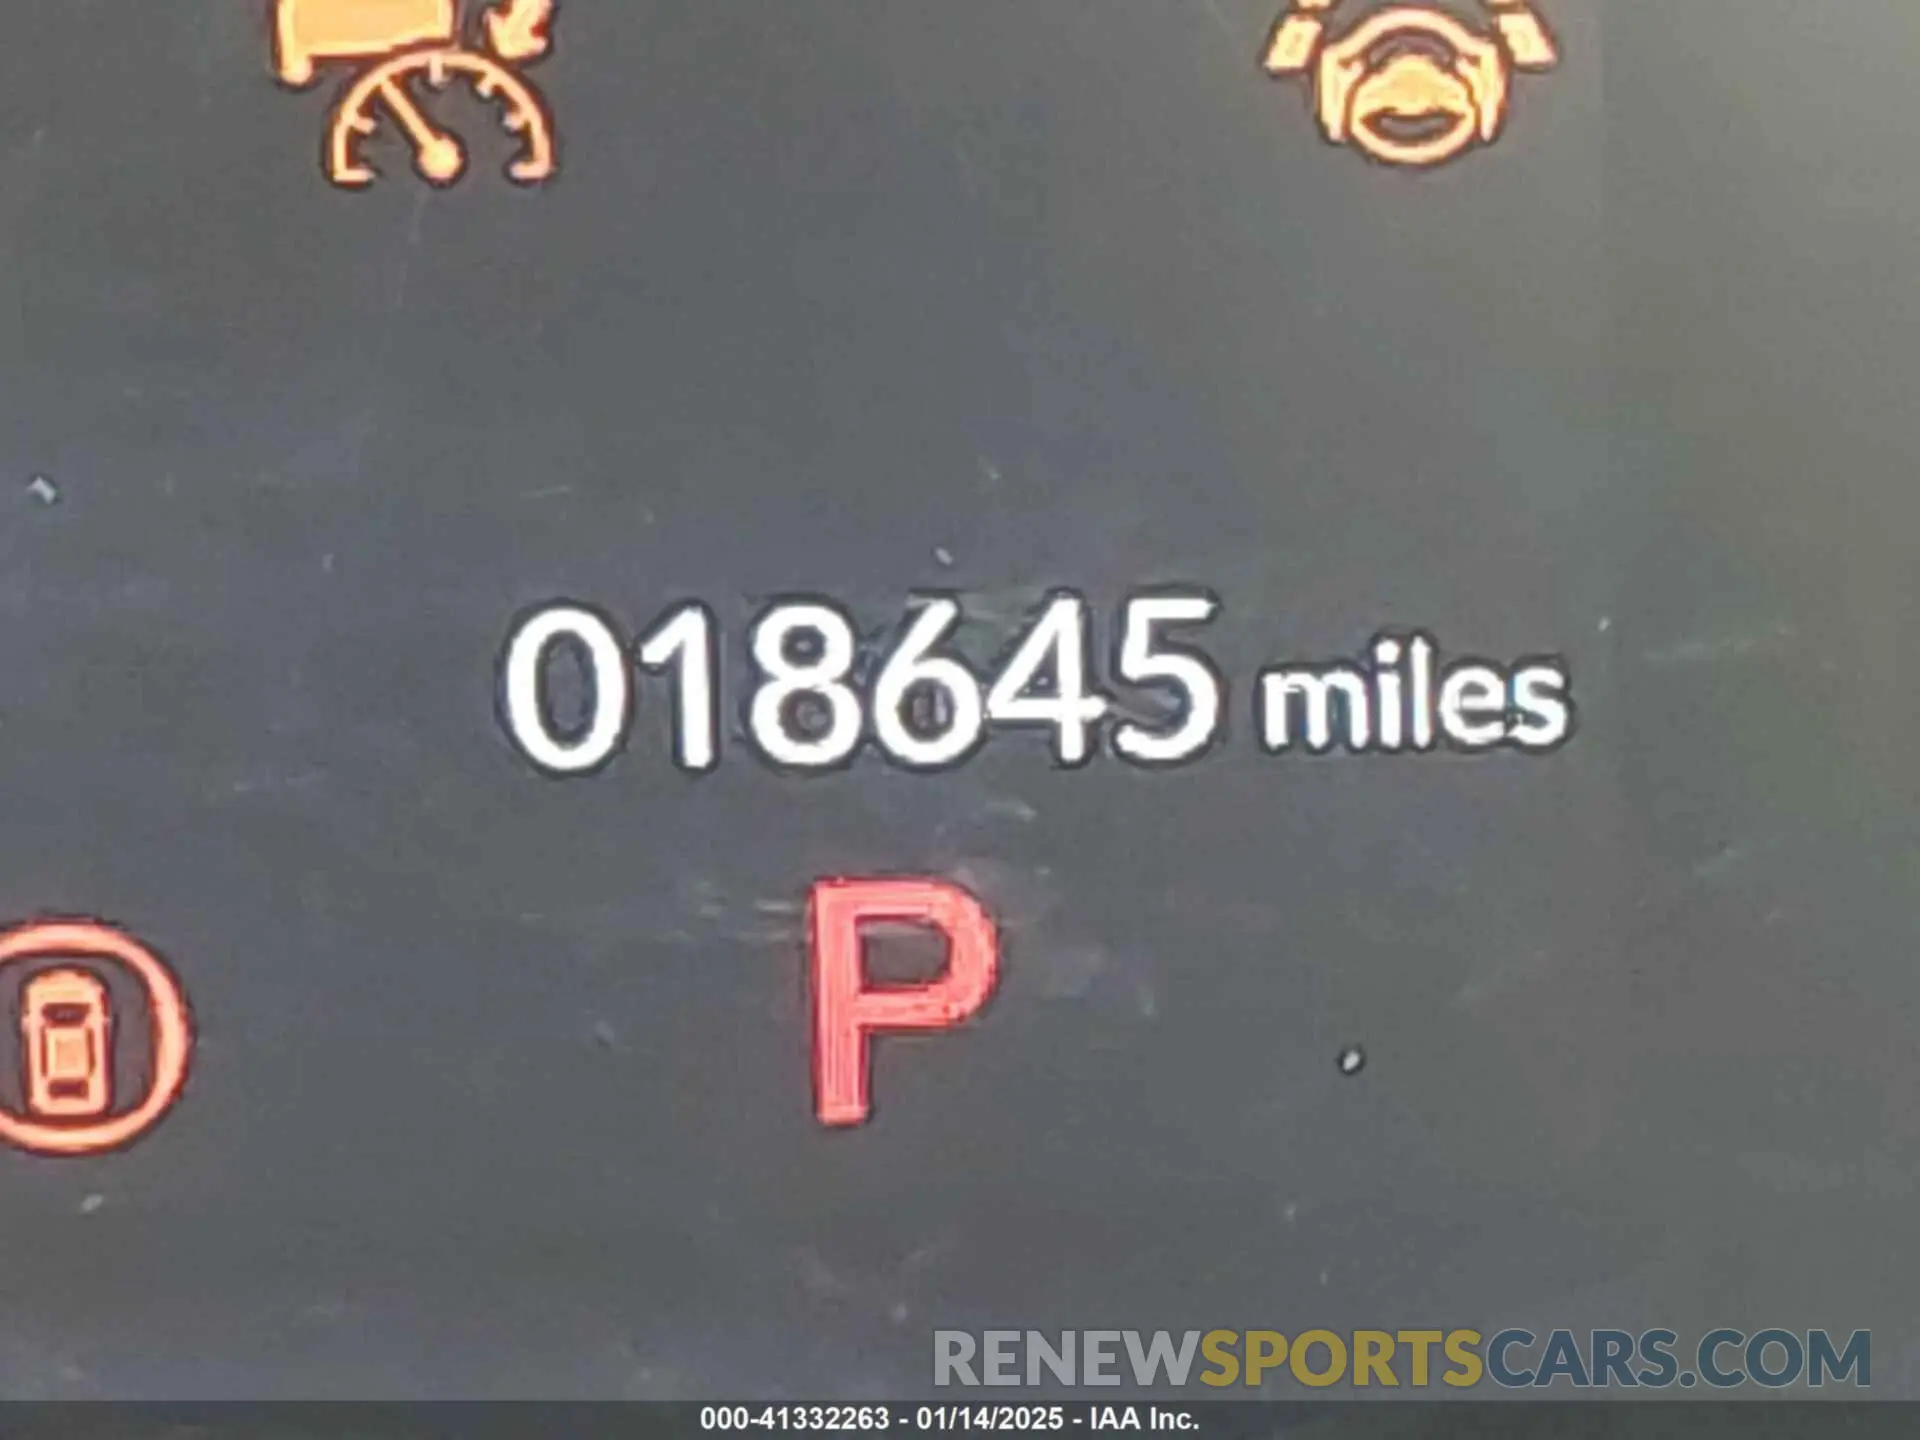 018645 miles
P
RENEWSPORTSCARS.COM
000-41332263 - 01/14/2025 - IAA Inc.